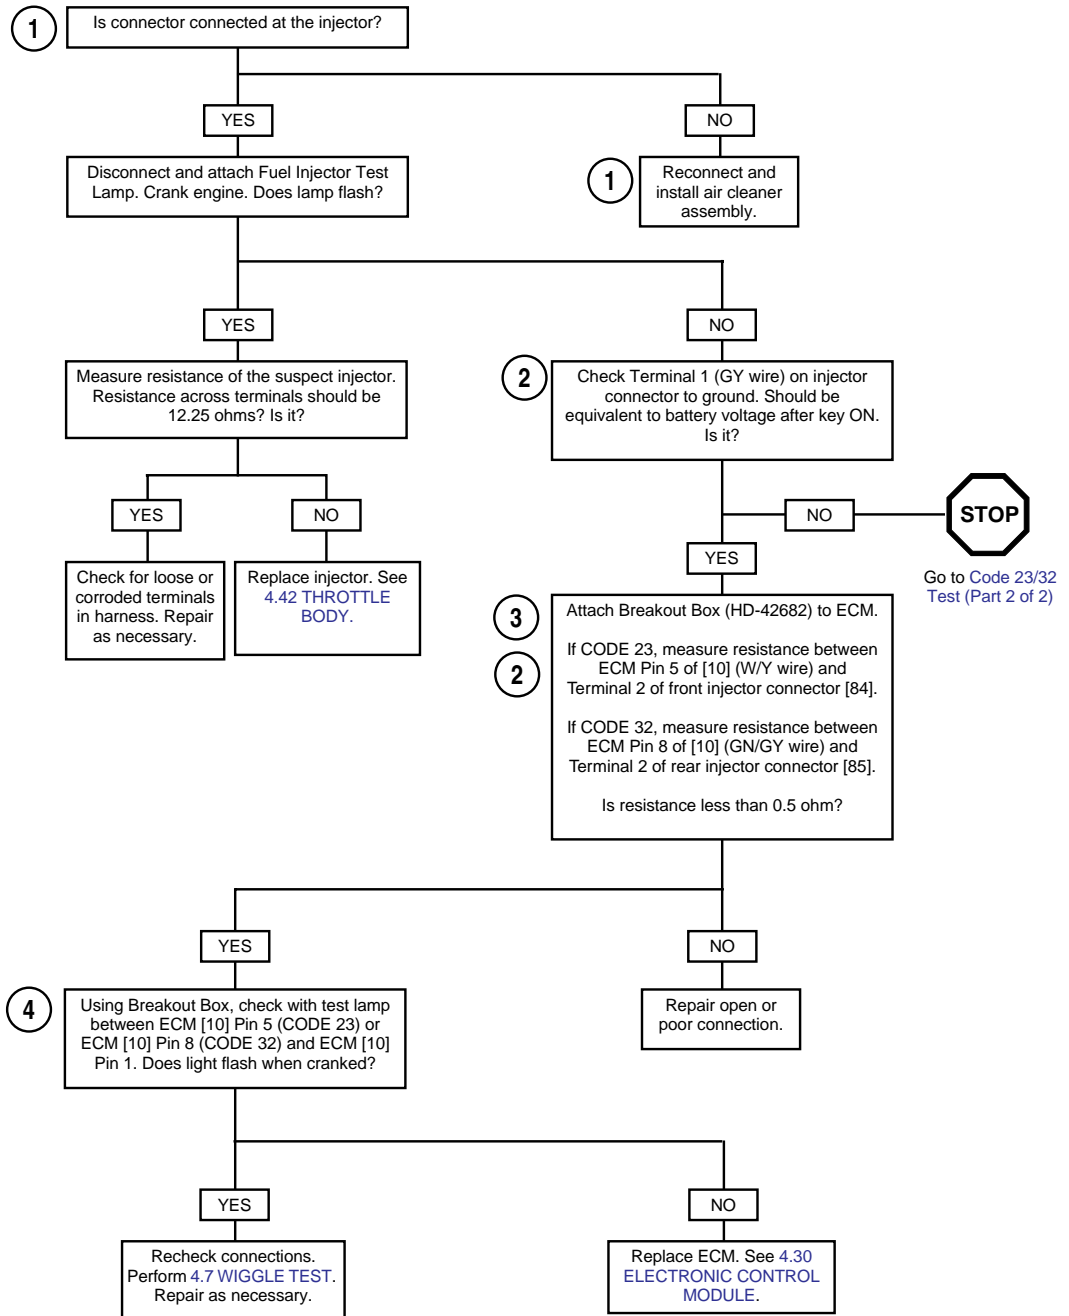 1
Is connector connected at the injector?
YES
NO
Disconnect and attach Fuel Injector Test
Lamp. Crank engine. Does lamp flash?
1
Reconnect and
install air cleaner
assembly.
YES
NO
Measure resistance of the suspect injector.
Resistance across terminals should be
12.25 ohms? Is it?
2
Check Terminal 1 (GY wire) on injector
connector to ground. Should be
equivalent to battery voltage after key ON.
Is it?
YES
NO
NO
STOP
YES
Go to Code 23/32
Test (Part 2 of 2)
Check for loose or
corroded terminals
in harness. Repair
as necessary.
Replace injector. See
4.42 THROTTLE
BODY.
3
2
Attach Breakout Box (HD-42682) to ECM.
If CODE 23, measure resistance between
ECM Pin 5 of [10] (W/Y wire) and
Terminal 2 of front injector connector [84].
If CODE 32, measure resistance between
ECM Pin 8 of [10] (GN/GY wire) and
Terminal 2 of rear injector connector [85].
Is resistance less than 0.5 ohm?
YES
NO
4
Using Breakout Box, check with test lamp
between ECM [10] Pin 5 (CODE 23) or
ECM [10] Pin 8 (CODE 32) and ECM [10]
Pin 1. Does light flash when cranked?
Repair open or
poor connection.
YES
NO
Recheck connections.
Perform 4.7 WIGGLE TEST.
Repair as necessary.
Replace ECM. See 4.30
ELECTRONIC CONTROL
MODULE.